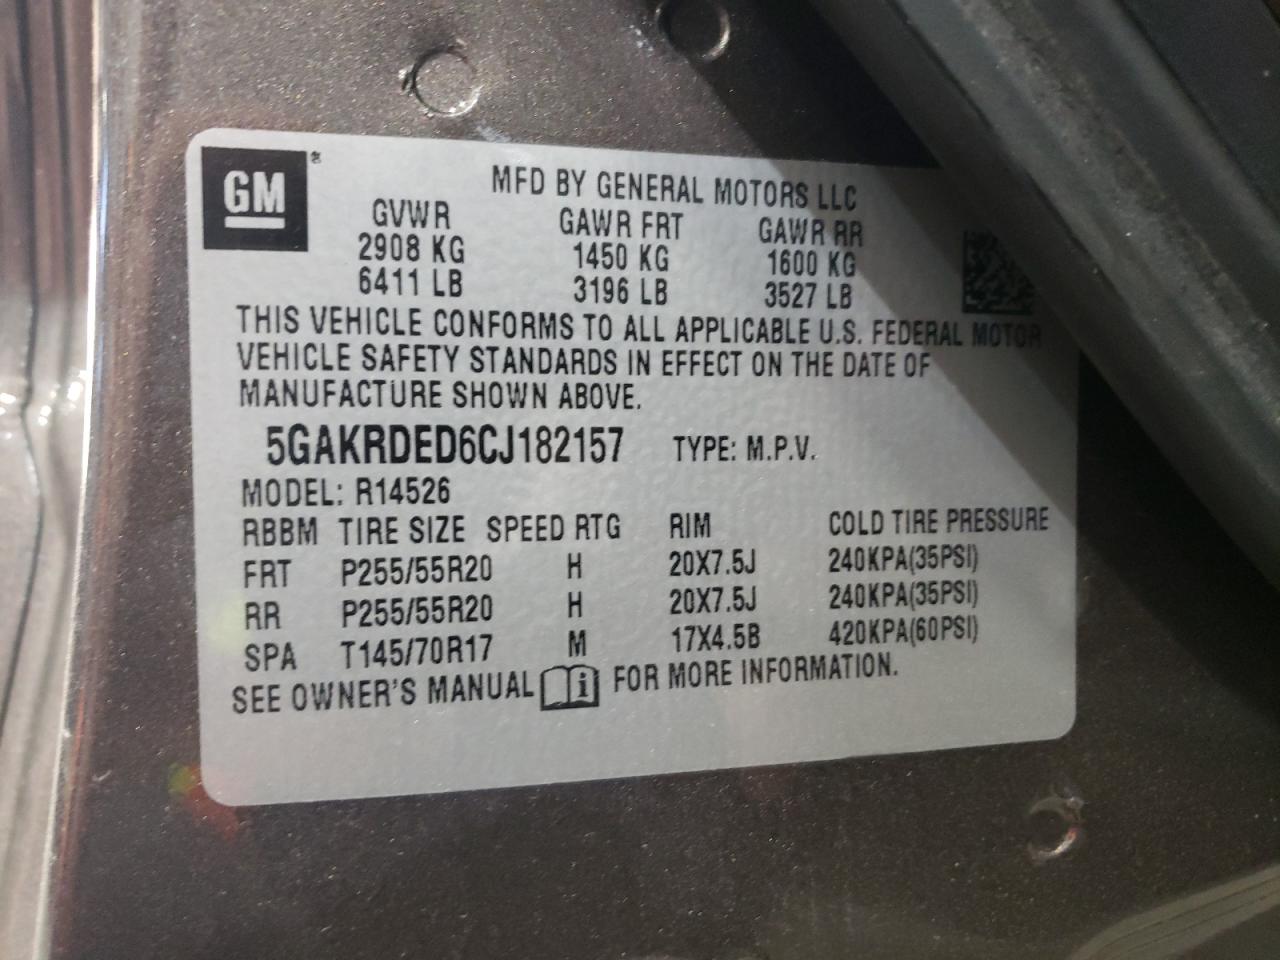 GM
MFD BY GENERAL MOTORS LLC
GVWR GAWR FRT GAWR RR
2908 KG 1450 KG 1600 KG
6411 LB 3196 LB 3527 LB
THIS VEHICLE CONFORMS TO ALL APPLICABLE U.S. FEDERAL MOTOR
VEHICLE SAFETY STANDARDS IN EFFECT ON THE DATE OF
MANUFACTURE SHOWN ABOVE.
5GAKRDED6CJ182157 TYPE: M.P.V.
MODEL: R14526
RBBM TIRE SIZE SPEED RTG RIM COLD TIRE PRESSURE
FRT P255/55R20 H 20X7.5J 240KPA(35PSI)
RR P255/55R20 H 20X7.5J 240KPA(35PSI)
SPA T145/70R17 M 17X4.5B 420KPA(60PSI)
SEE OWNER'S MANUAL i FOR MORE INFORMATION.